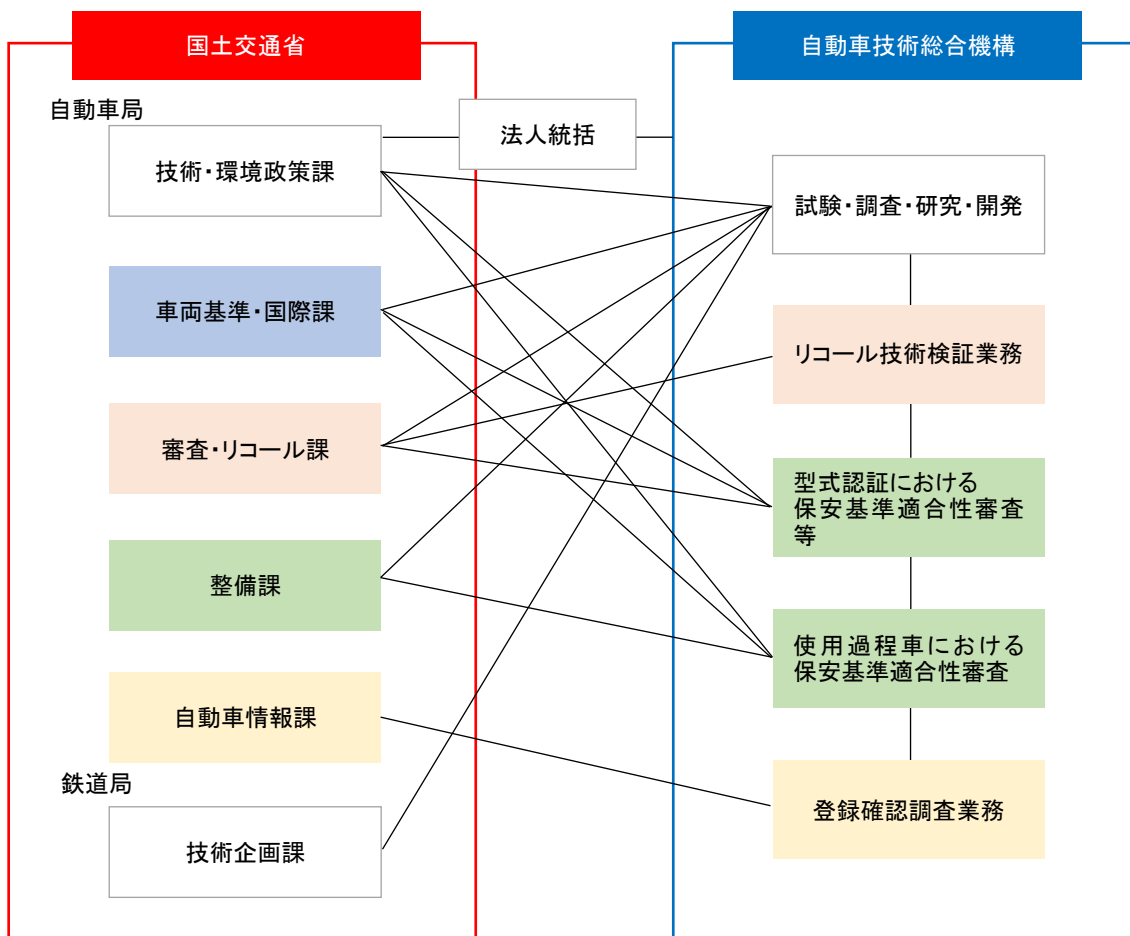 国土交通省
自動車技術総合機構
自動車局
法人統括
技術・環境政策課
車両基準・国際課
審査・リコール課
整備課
自動車情報課
鉄道局
技術企画課
試験・調査・研究・開発
リコール技術検証業務
型式認証における
保安基準適合性審査
等
使用過程車における
保安基準適合性審査
登録確認調査業務